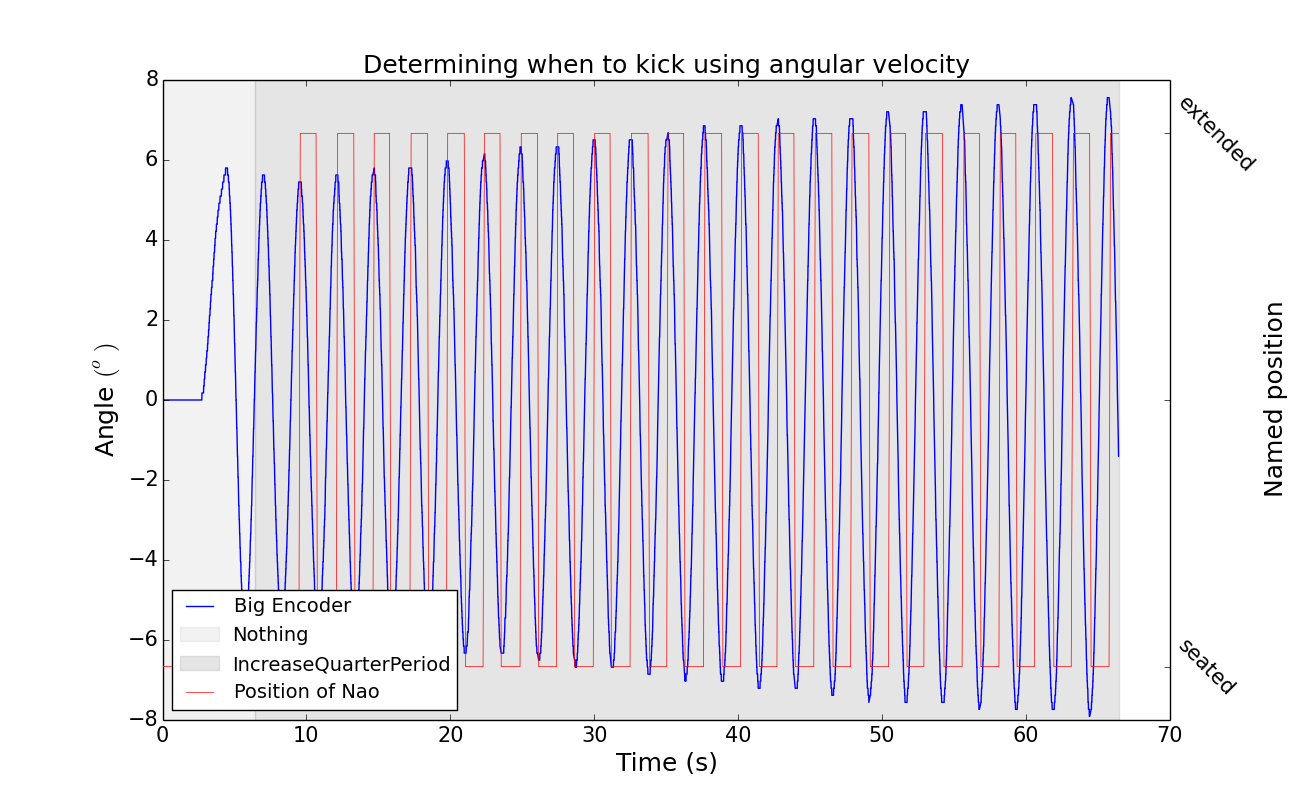 Determining when to kick using angular velocity
8
6
4
2
0
−2
−4
−6
−8
Angle (°)
0 10 20 30 40 50 60 70
Time (s)
extended
seated
Named position
Big Encoder
Nothing
IncreaseQuarterPeriod
Position of Nao